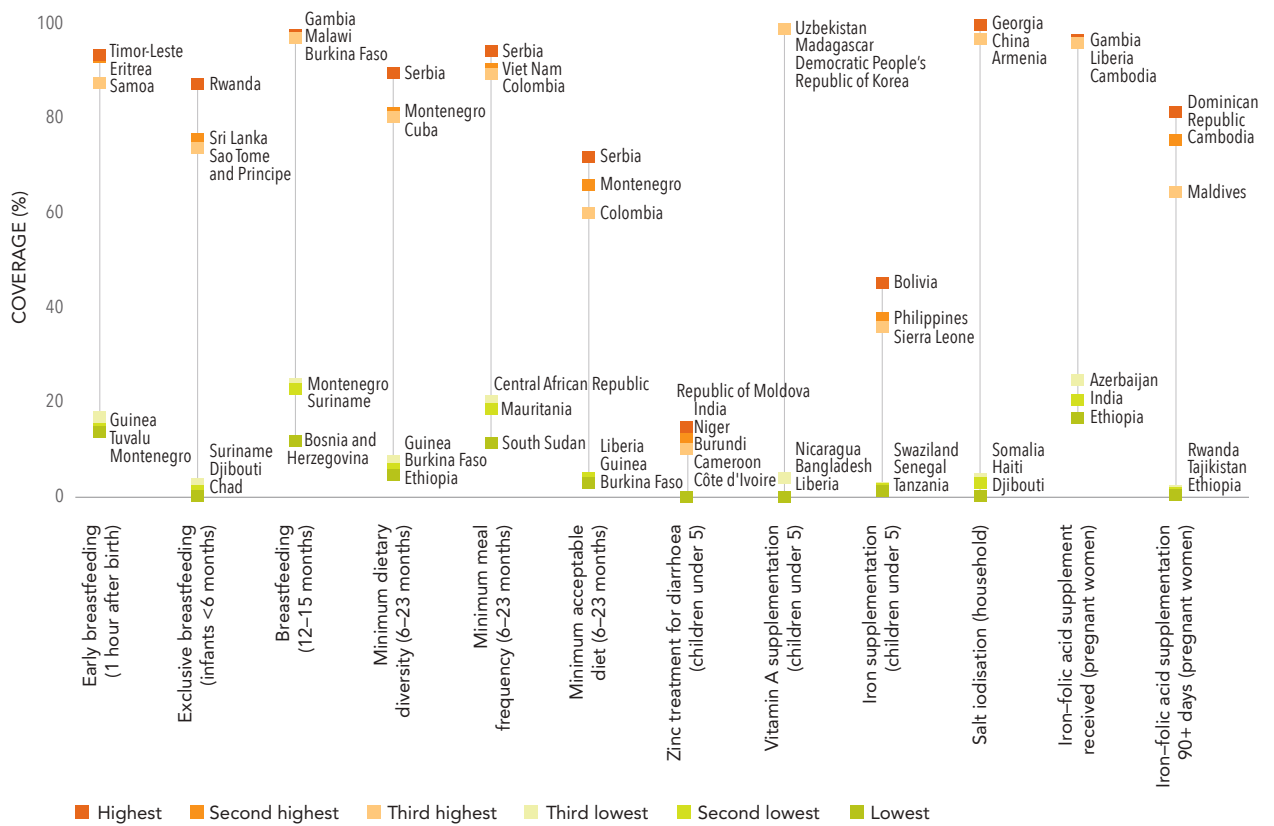 COVERAGE (%)
100
80
60
40
20
0
Timor-Leste
Eritrea
Samoa
Guinea
Tuvalu
Montenegro
Rwanda
Sri Lanka
Sao Tome
and Principe
Suriname
Djibouti
Chad
Gambia
Malawi
Burkina Faso
Montenegro
Suriname
Bosnia and
Herzegovina
Serbia
Montenegro
Cuba
Guinea
Burkina Faso
Ethiopia
Serbia
Viet Nam
Colombia
Central African Republic
Mauritania
South Sudan
Serbia
Montenegro
Colombia
Liberia
Guinea
Burkina Faso
Republic of Moldova
India
Niger
Burundi
Cameroon
Côte d'Ivoire
Uzbekistan
Madagascar
Democratic People's
Republic of Korea
Nicaragua
Bangladesh
Liberia
Bolivia
Philippines
Sierra Leone
Swaziland
Senegal
Tanzania
Georgia
China
Armenia
Somalia
Haiti
Djibouti
Gambia
Liberia
Cambodia
Azerbaijan
India
Ethiopia
Dominican
Republic
Cambodia
Maldives
Rwanda
Tajikistan
Ethiopia
Early breastfeeding
(1 hour after birth)
Exclusive breastfeeding
(infants <6 months)
Breastfeeding
(12–15 months)
Minimum dietary
diversity (6–23 months)
Minimum meal
frequency (6–23 months)
Minimum acceptable
diet (6–23 months)
Zinc treatment for diarrhoea
(children under 5)
Vitamin A supplementation
(children under 5)
Iron supplementation
(children under 5)
Salt iodisation (household)
Iron–folic acid supplement
received (pregnant women)
Iron–folic acid supplementation
90+ days (pregnant women)
Highest
Second highest
Third highest
Third lowest
Second lowest
Lowest